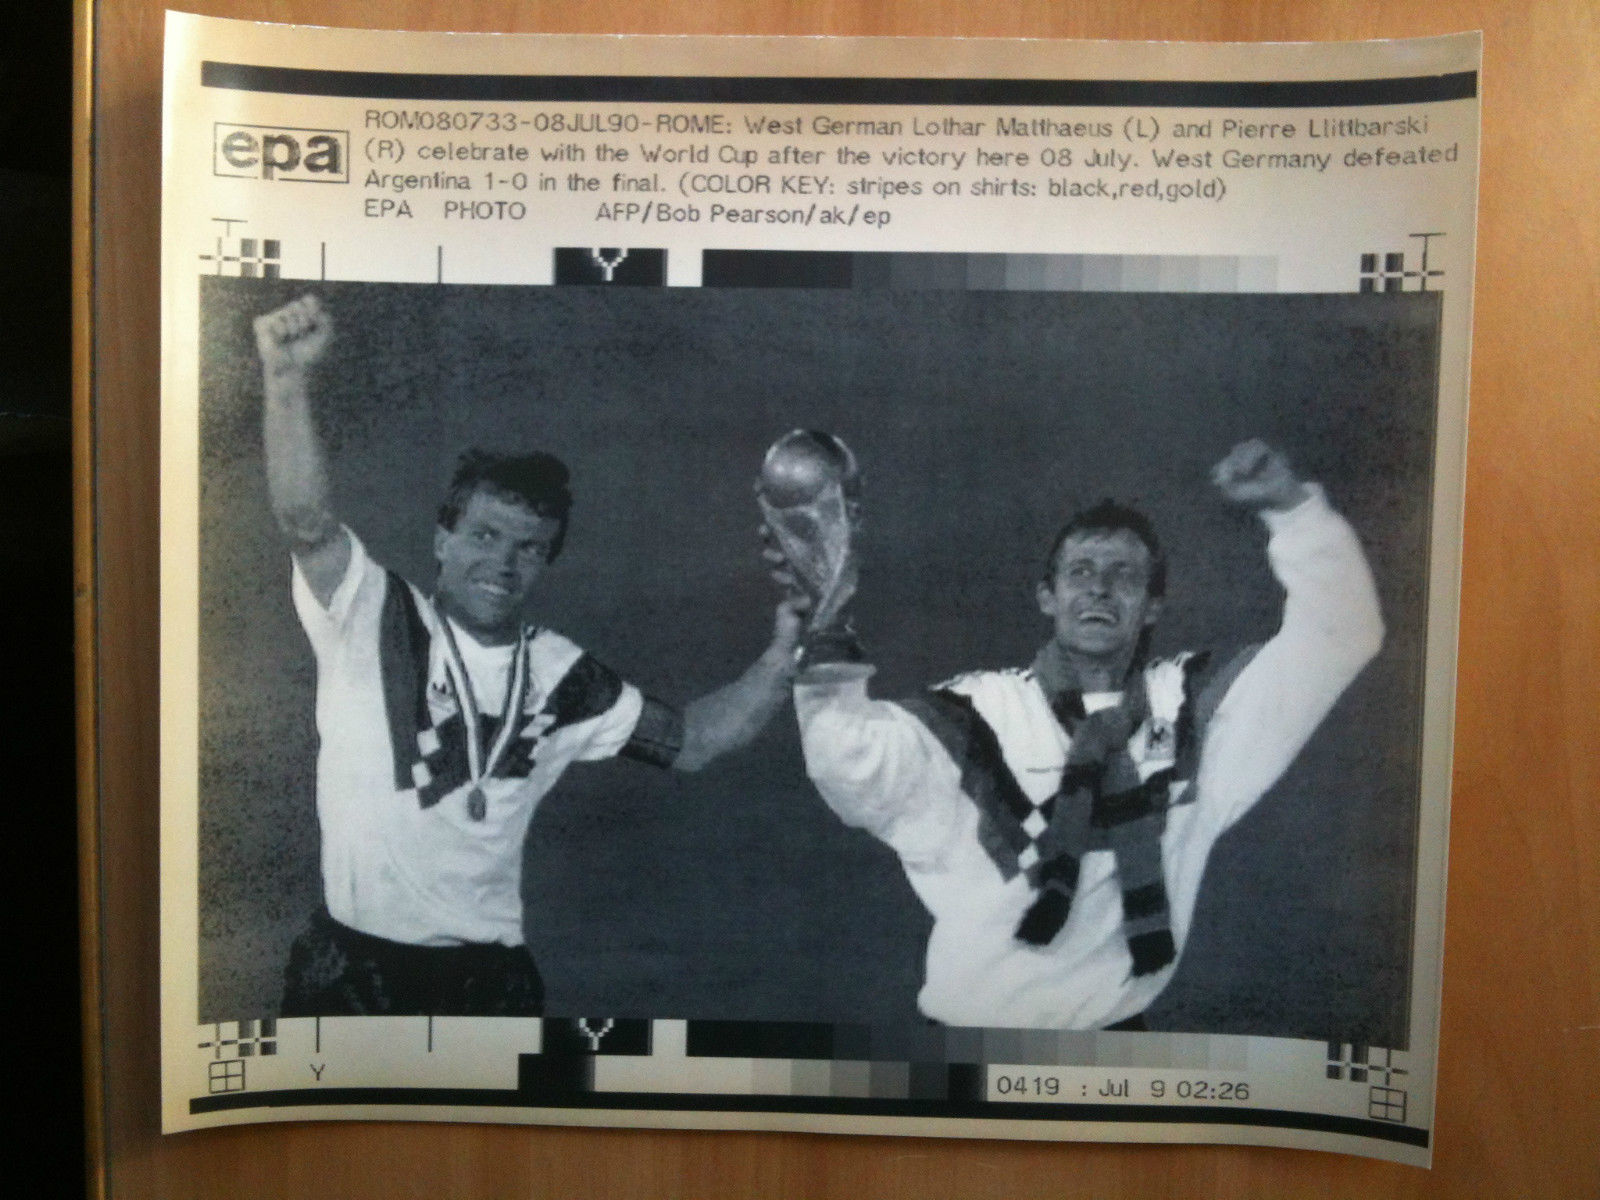 epa
ROM080733-08JUL90-ROME: West German Lothar Matthaeus (L) and Pierre Llittbarski
(R) celebrate with the World Cup after the victory here 08 July. West Germany defeated
Argentina 1-0 in the final. (COLOR KEY: stripes on shirts: black,red,gold)
EPA PHOTO AFP/Bob Pearson/ak/ep
Y
Y
Y
0419 : Jul 9 02:26